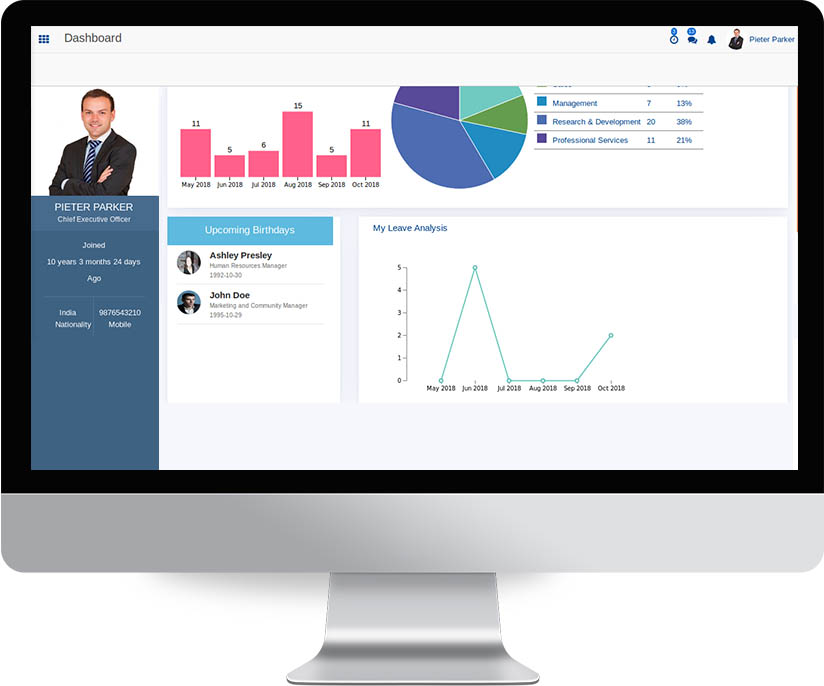 Dashboard
3
13
Pieter Parker
PIETER PARKER
Chief Executive Officer
Joined
10 years 3 months 24 days
Ago
India
Nationality
9876543210
Mobile
11
5
6
15
5
11
May 2018 Jun 2018 Jul 2018 Aug 2018 Sep 2018 Oct 2018
Management 7 13%
Research & Development 20 38%
Professional Services 11 21%
Upcoming Birthdays
Ashley Presley
Human Resources Manager
1992-10-30
John Doe
Marketing and Community Manager
1995-10-29
My Leave Analysis
5
4
3
2
1
0
May 2018 Jun 2018 Jul 2018 Aug 2018 Sep 2018 Oct 2018